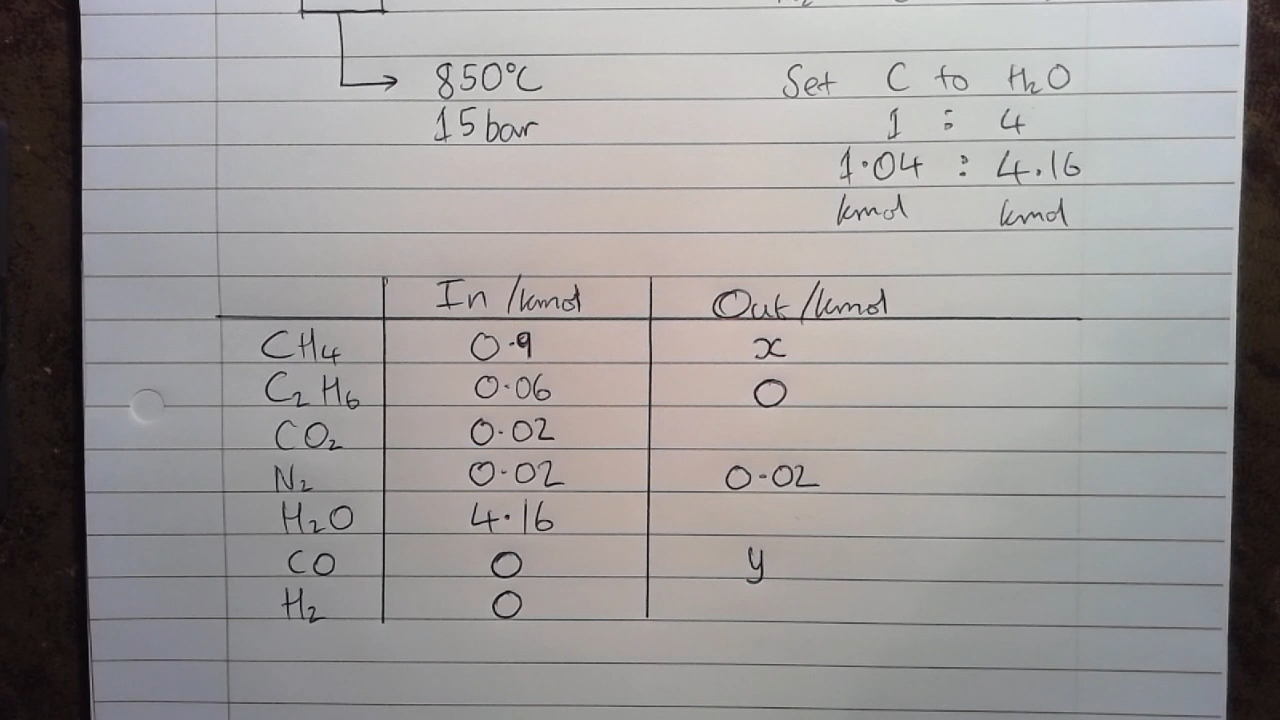 850°C Set C to H₂O
15bar 1 : 4
1.04 : 4.16
kmol kmol
In /kmol Out /kmol
CH₄ 0.9 x
C₂H₆ 0.06 0
CO₂ 0.02
N₂ 0.02 0.02
H₂O 4.16
CO 0 y
H₂ 0